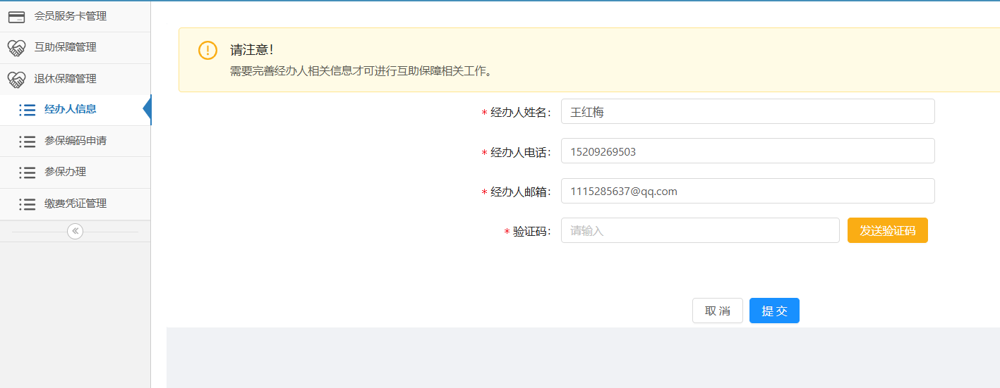 会员服务卡管理
互助保障管理
退休保障管理
经办人信息
参保编码申请
参保办理
缴费凭证管理
请注意！
需要完善经办人相关信息才可进行互助保障相关工作。
* 经办人姓名： 王红梅
* 经办人电话： 15209269503
* 经办人邮箱： 1115285637@qq.com
* 验证码： 请输入 发送验证码
取 消 提 交